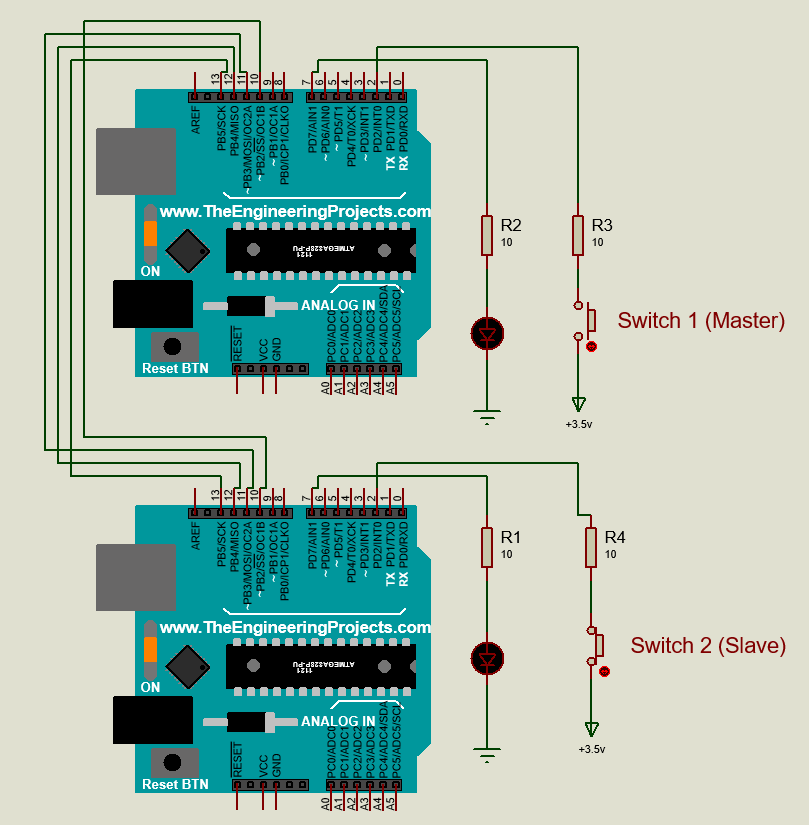 13
12
11
10
9
8
7
6
5
4
3
2
1
0
AREF
PB5/SCK
PB4/MISO
~PB3/MOSI/OC2A
~PB2/SS/OC1B
~PB1/OC1A
PB0/ICP1/CLKO
PD7/AIN1
~PD6/AIN0
~PD5/T1
PD4/T0/XCK
~PD3/INT1
PD2/INT0
TX PD1/TXD
RX PD0/RXD
www.TheEngineeringProjects.com
ATMEGA328P-PU
1121
ON
ANALOG IN
Reset BTN
RESET
VCC
GND
PC0/ADC0
PC1/ADC1
PC2/ADC2
PC3/ADC3
PC4/ADC4/SDA
PC5/ADC5/SCL
A0
A1
A2
A3
A4
A5
R2
10
R3
10
Switch 1 (Master)
+3.5v
13
12
11
10
9
8
7
6
5
4
3
2
1
0
AREF
PB5/SCK
PB4/MISO
~PB3/MOSI/OC2A
~PB2/SS/OC1B
~PB1/OC1A
PB0/ICP1/CLKO
PD7/AIN1
~PD6/AIN0
~PD5/T1
PD4/T0/XCK
~PD3/INT1
PD2/INT0
TX PD1/TXD
RX PD0/RXD
www.TheEngineeringProjects.com
ATMEGA328P-PU
1121
ON
ANALOG IN
Reset BTN
RESET
VCC
GND
PC0/ADC0
PC1/ADC1
PC2/ADC2
PC3/ADC3
PC4/ADC4/SDA
PC5/ADC5/SCL
A0
A1
A2
A3
A4
A5
R1
10
R4
10
Switch 2 (Slave)
+3.5v